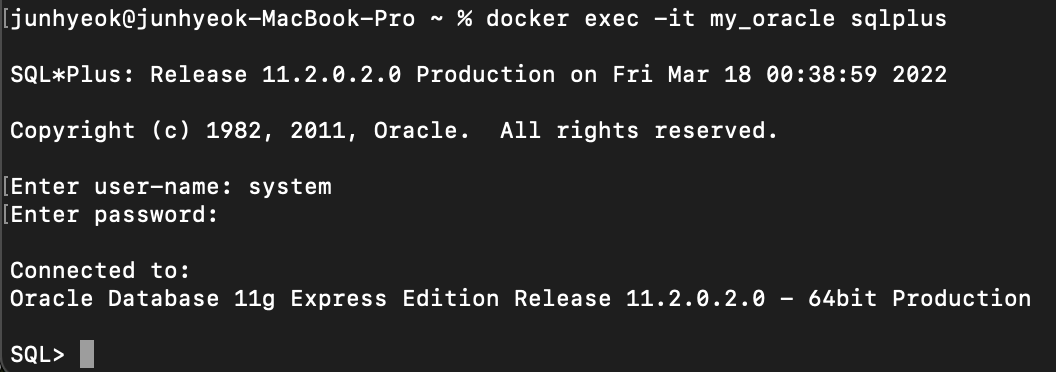 [junhyeok@junhyeok-MacBook-Pro ~ % docker exec -it my_oracle sqlplus
SQL*Plus: Release 11.2.0.2.0 Production on Fri Mar 18 00:38:59 2022
Copyright (c) 1982, 2011, Oracle.  All rights reserved.
[Enter user-name: system
[Enter password:
Connected to:
Oracle Database 11g Express Edition Release 11.2.0.2.0 - 64bit Production
SQL>